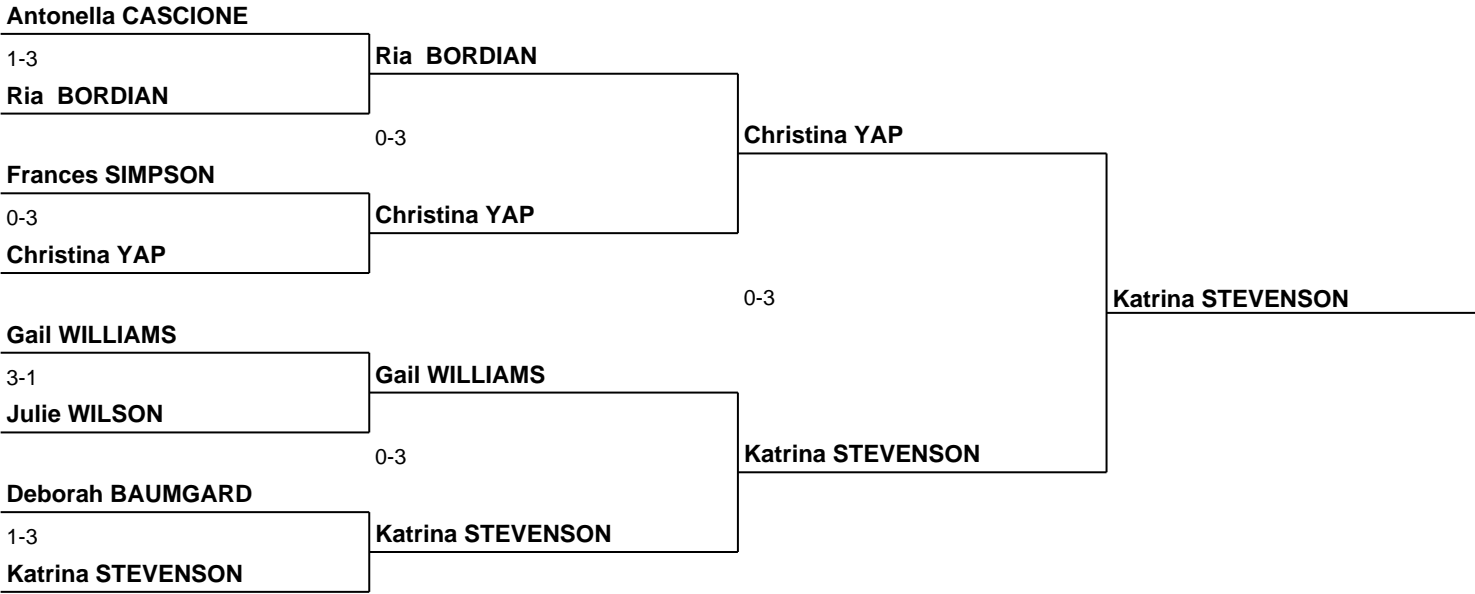 Antonella CASCIONE
1-3
Ria  BORDIAN
Ria  BORDIAN
0-3
Christina YAP
Frances SIMPSON
0-3
Christina YAP
Christina YAP
0-3
Katrina STEVENSON
Gail WILLIAMS
3-1
Gail WILLIAMS
Julie WILSON
0-3
Katrina STEVENSON
Deborah BAUMGARD
1-3
Katrina STEVENSON
Katrina STEVENSON